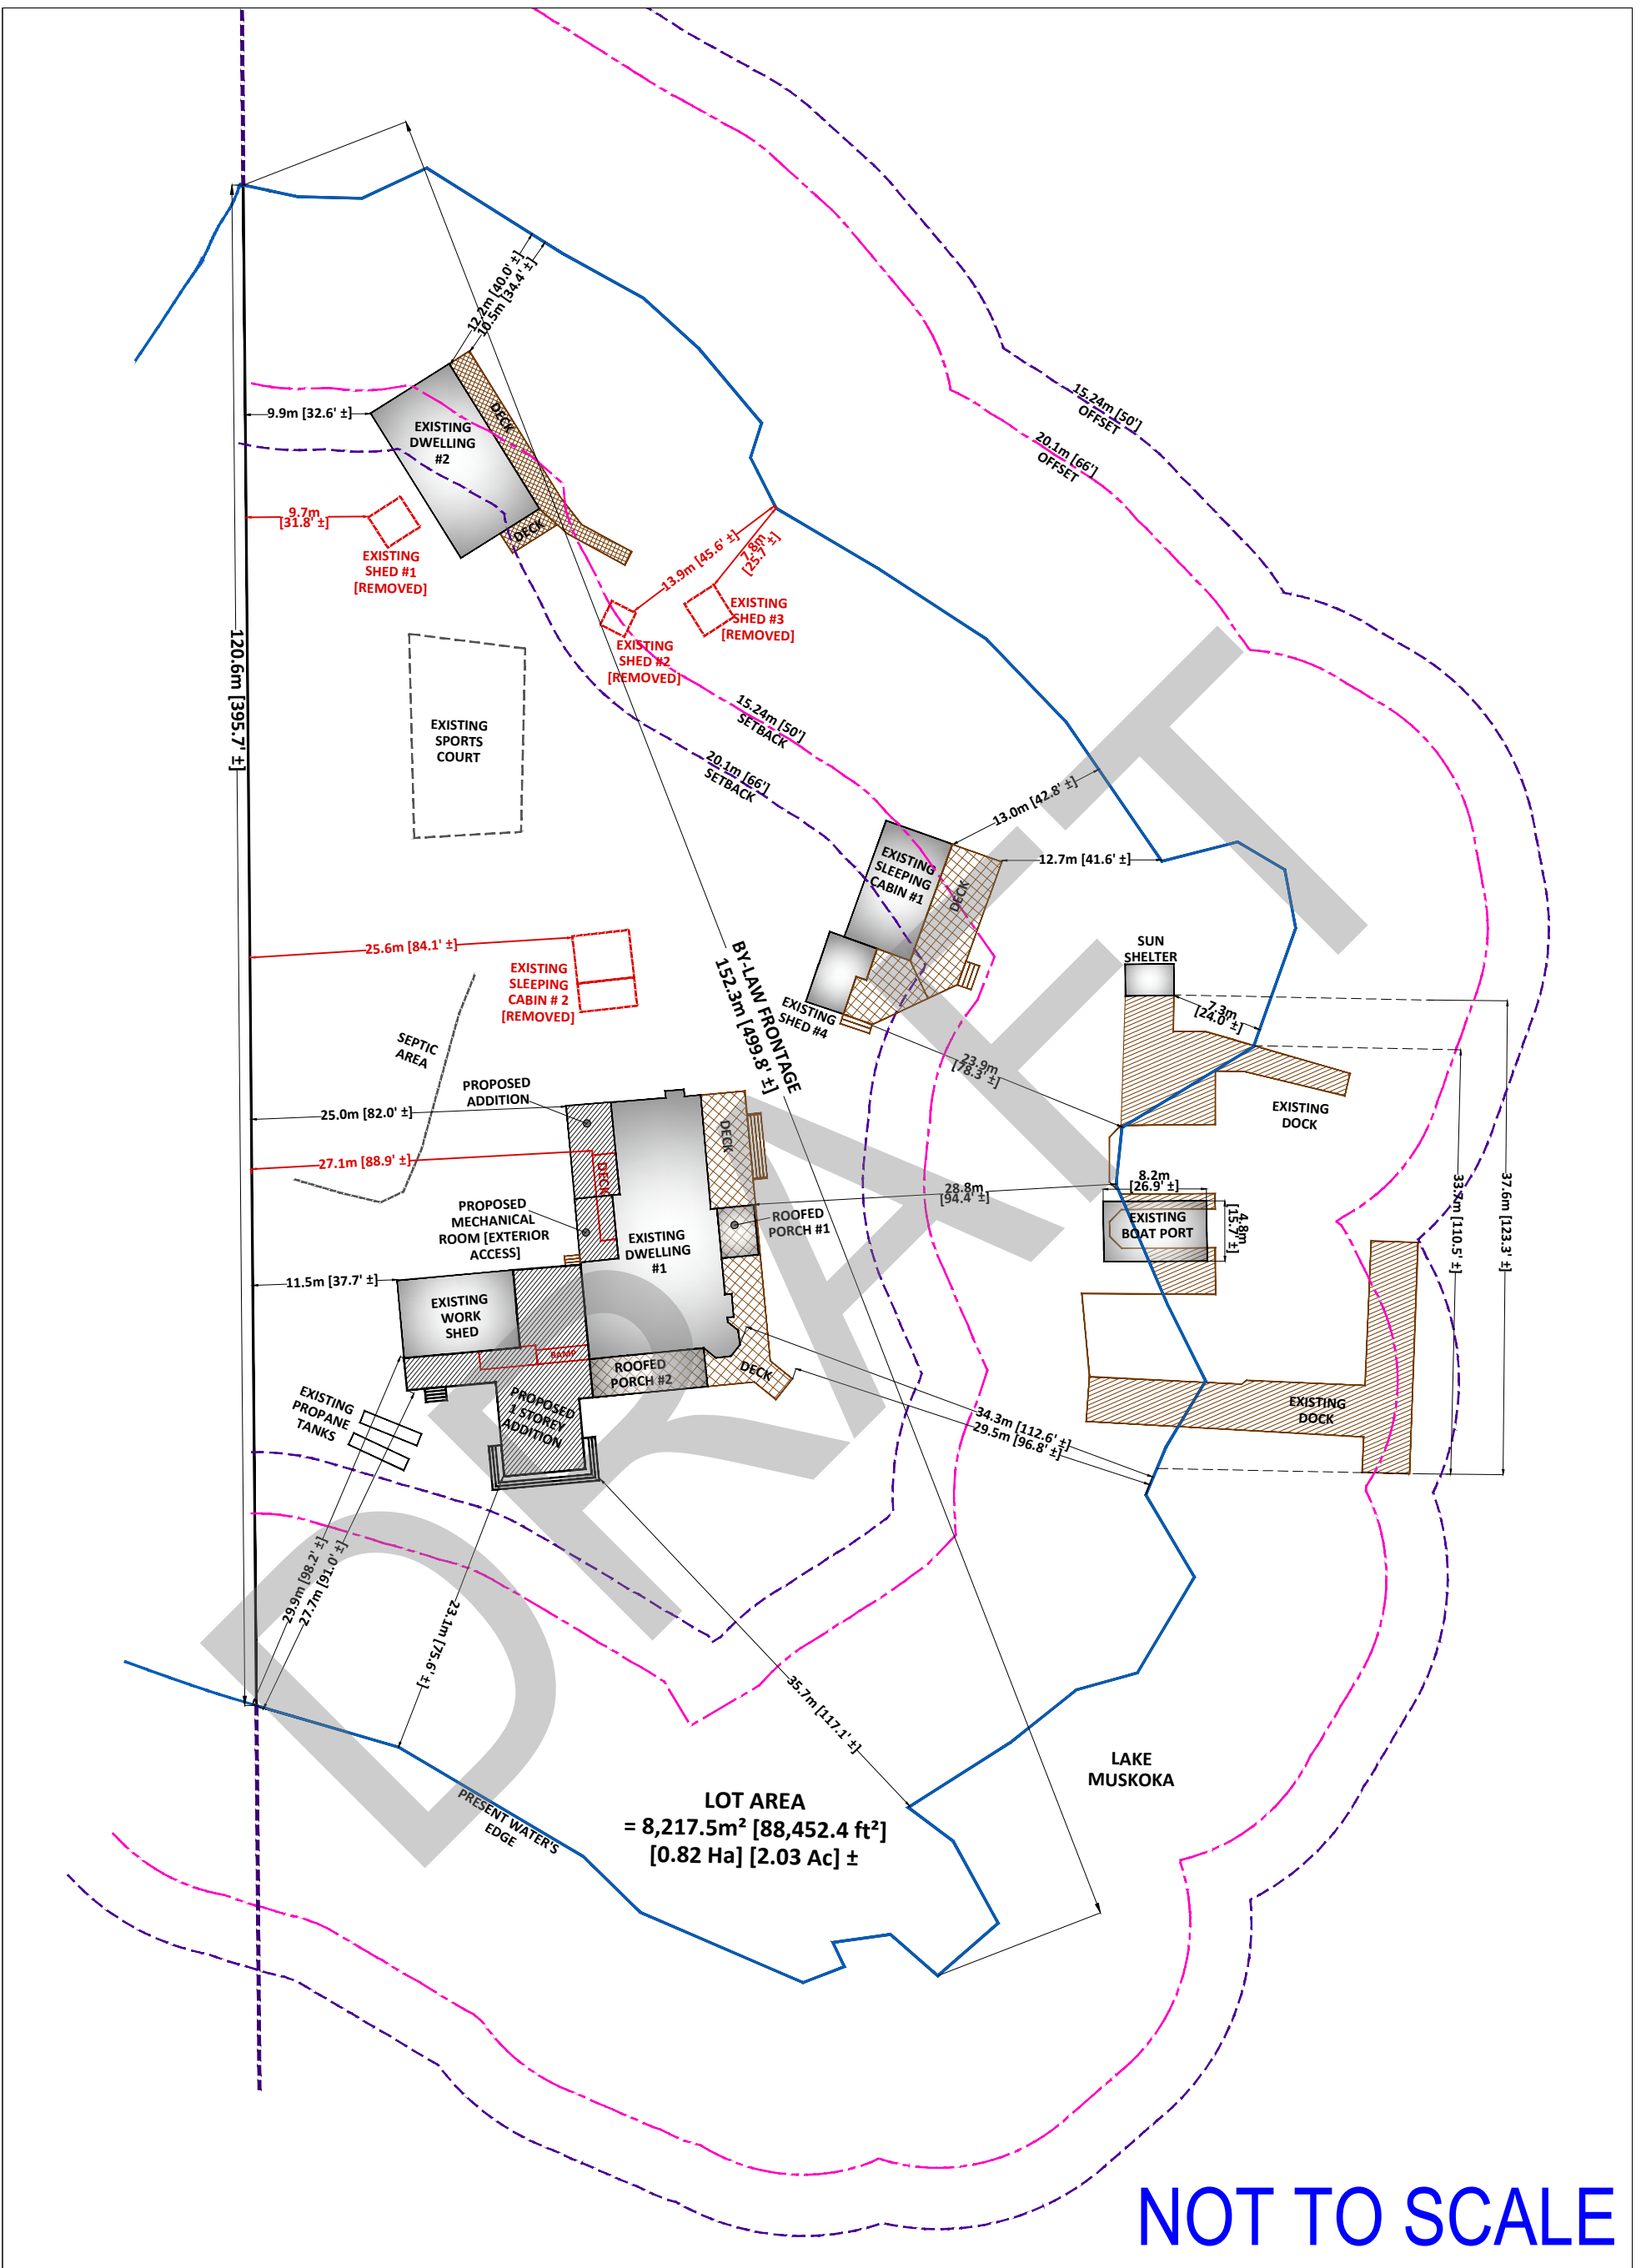 12.2m [40.0' ±]
10.5m [34.4' ±]
9.9m [32.6' ±]
EXISTING
DWELLING
#2
DECK
DECK
15.24m [50']
OFFSET
20.1m [66']
OFFSET
9.7m
[31.8' ±]
EXISTING
SHED #1
[REMOVED]
13.9m [45.6' ±]
7.8m
[25.7' ±]
EXISTING
SHED #3
[REMOVED]
EXISTING
SHED #2
[REMOVED]
120.6m [395.7' ±]
EXISTING
SPORTS
COURT
15.24m [50']
SETBACK
20.1m [66']
SETBACK
13.0m [42.8' ±]
12.7m [41.6' ±]
EXISTING
SLEEPING
CABIN #1
DECK
EXISTING
SHED #4
25.6m [84.1' ±]
EXISTING
SLEEPING
CABIN # 2
[REMOVED]
BY-LAW FRONTAGE
152.3m [499.8' ±]
SUN
SHELTER
7.3m
[24.0' ±]
SEPTIC
AREA
23.9m
[78.3' ±]
PROPOSED
ADDITION
25.0m [82.0' ±]
EXISTING
DOCK
DECK
27.1m [88.9' ±]
DECK
28.8m
[94.4' ±]
8.2m
[26.9' ±]
4.8m
[15.7' ±]
33.7m [110.5' ±]
37.6m [123.3' ±]
PROPOSED
MECHANICAL
ROOM [EXTERIOR
ACCESS]
EXISTING
DWELLING
#1
ROOFED
PORCH #1
EXISTING
BOAT PORT
11.5m [37.7' ±]
EXISTING
WORK
SHED
RAMP
ROOFED
PORCH #2
DECK
EXISTING
PROPANE
TANKS
PROPOSED
1 STOREY
ADDITION
34.3m [112.6' ±]
29.5m [96.8' ±]
EXISTING
DOCK
29.9m [98.2' ±]
27.7m [91.0' ±]
23.1m [75.6' ±]
35.7m [117.1' ±]
LAKE
MUSKOKA
PRESENT WATER'S
EDGE
LOT AREA
= 8,217.5m² [88,452.4 ft²]
[0.82 Ha] [2.03 Ac] ±
DRAFT
NOT TO SCALE